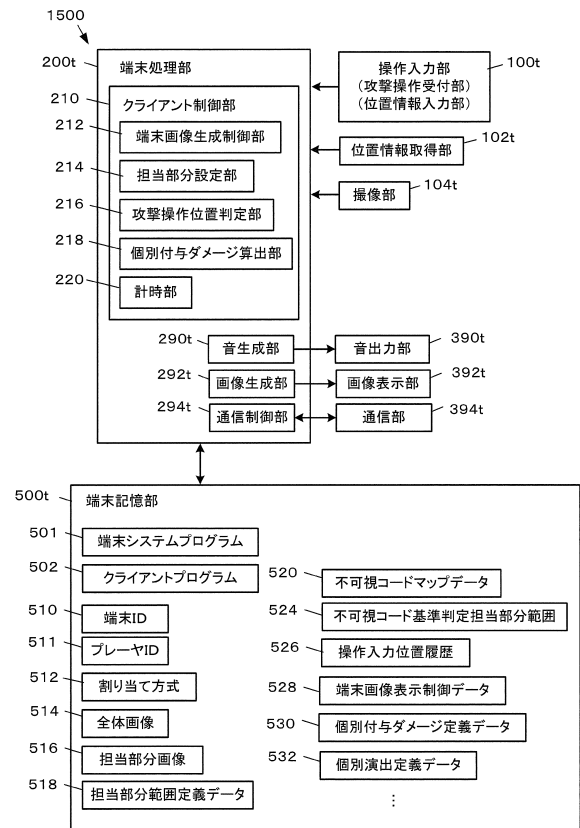 1500
200t
端末処理部
210
クライアント制御部
212
端末画像生成制御部
214
担当部分設定部
216
攻撃操作位置判定部
218
個別付与ダメージ算出部
220
計時部
操作入力部
(攻撃操作受付部)
(位置情報入力部)
100t
位置情報取得部
102t
撮像部
104t
290t
音生成部
音出力部
390t
292t
画像生成部
画像表示部
392t
294t
通信制御部
通信部
394t
500t
端末記憶部
501
端末システムプログラム
502
クライアントプログラム
510
端末ID
511
プレーヤID
512
割り当て方式
514
全体画像
516
担当部分画像
518
担当部分範囲定義データ
520
不可視コードマップデータ
524
不可視コード基準判定担当部分範囲
526
操作入力位置履歴
528
端末画像表示制御データ
530
個別付与ダメージ定義データ
532
個別演出定義データ
⋮